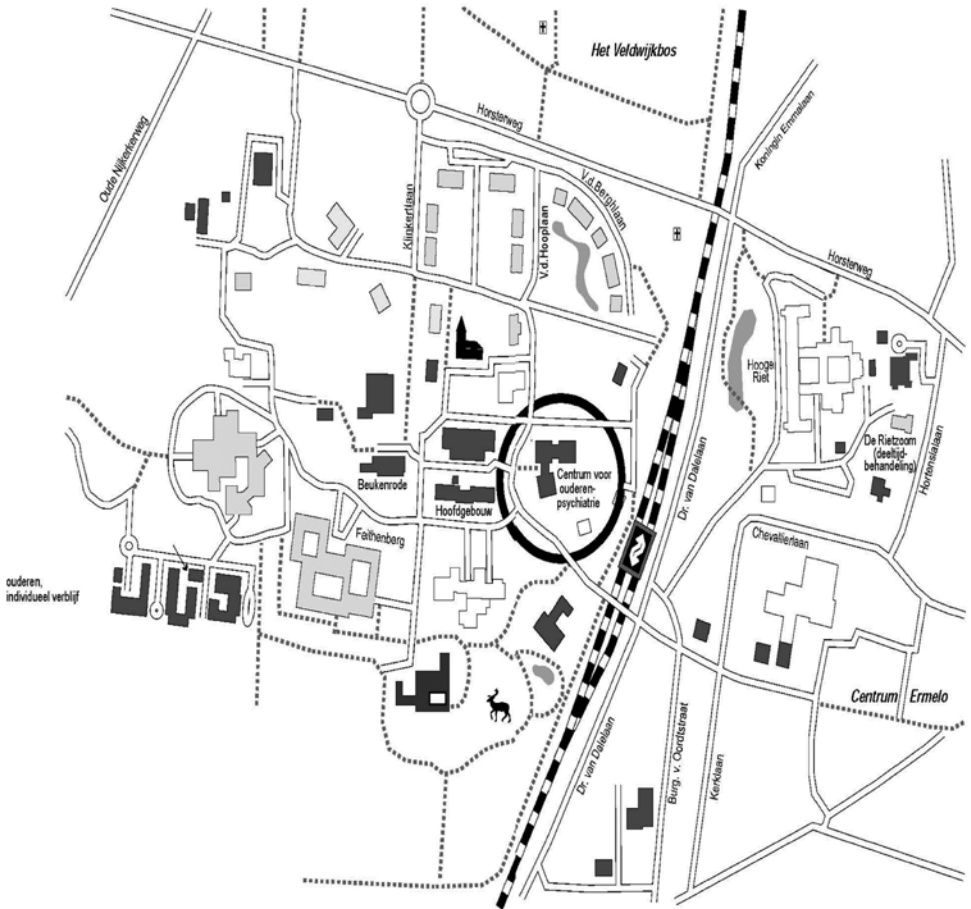 Het Veldwijkbos
Horsterweg
Koningin Emmalaan
Oude Nijkerkerweg
V.d.Berghlaan
Klinkertlaan
V.d.Hooplaan
Horsterweg
Hooge
Riet
De Rietzoom
(deeltijd-
behandeling)
Hortensialaan
Dr. van Dalelaan
Beukenrode
Centrum voor
ouderen-
psychiatrie
Hoofdgebouw
Faithenberg
Chevallierlaan
ouderen,
individueel verblijf
Centrum Ermelo
Dr. van Dalelaan
Burg. v. Oordtstraat
Kerklaan